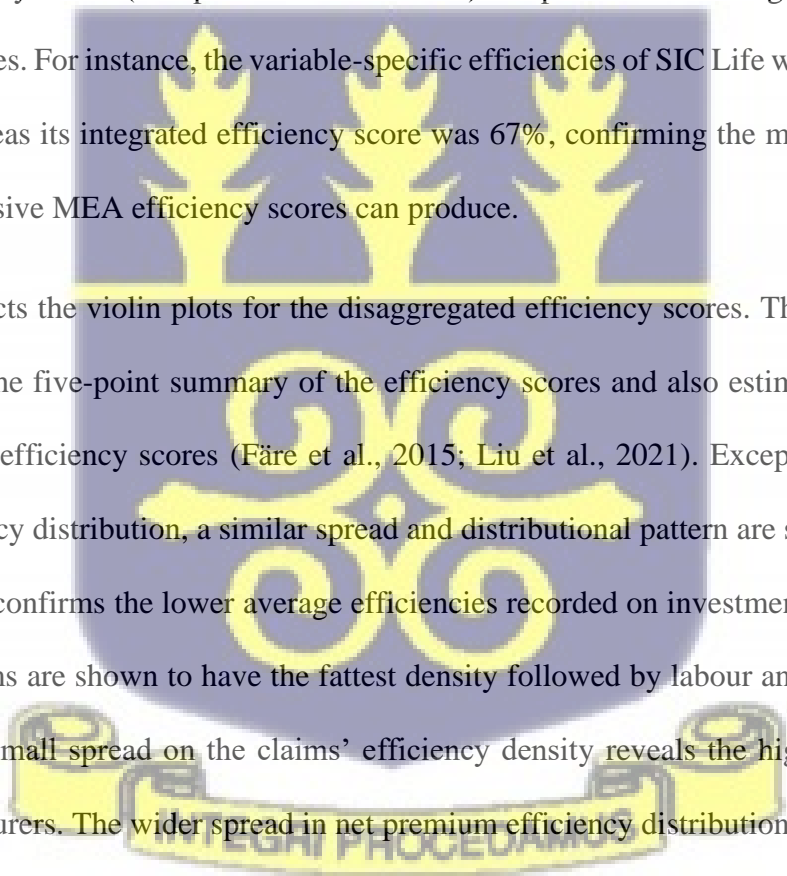 es. For instance, the variable-specific efficiencies of SIC Life w
eas its integrated efficiency score was 67%, confirming the m
sive MEA efficiency scores can produce.
cts the violin plots for the disaggregated efficiency scores. Th
ne five-point summary of the efficiency scores and also estim
efficiency scores (Färe et al., 2015; Liu et al., 2021). Excep
cy distribution, a similar spread and distributional pattern are s
confirms the lower average efficiencies recorded on investmen
ns are shown to have the fattest density followed by labour an
mall spread on the claims’ efficiency density reveals the hig
urers. The wider spread in net premium efficiency distribution
INTEGRI PROCEDAMUS